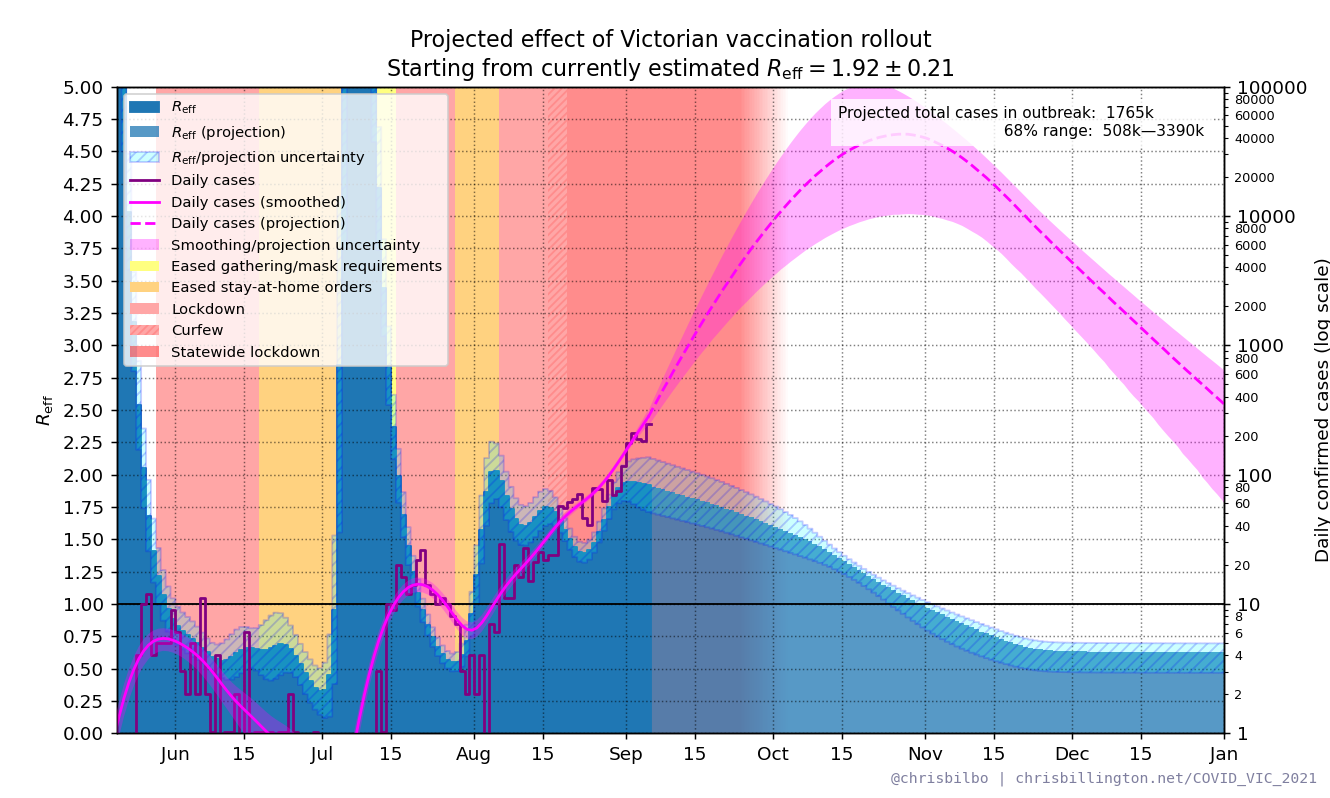 Projected effect of Victorian vaccination rollout
Starting from currently estimated R_eff = 1.92 ± 0.21
5.00
4.75
4.50
4.25
4.00
3.75
3.50
3.25
3.00
2.75
2.50
2.25
2.00
1.75
1.50
1.25
1.00
0.75
0.50
0.25
0.00
R_eff
R_eff
R_eff (projection)
R_eff/projection uncertainty
Daily cases
Daily cases (smoothed)
Daily cases (projection)
Smoothing/projection uncertainty
Eased gathering/mask requirements
Eased stay-at-home orders
Lockdown
Curfew
Statewide lockdown
Projected total cases in outbreak: 1765k
68% range: 508k—3390k
100000
80000
60000
40000
20000
10000
8000
6000
4000
2000
1000
800
600
400
200
100
80
60
40
20
10
8
6
4
2
1
Daily confirmed cases (log scale)
Jun 15 Jul 15 Aug 15 Sep 15 Oct 15 Nov 15 Dec 15 Jan
@chrisbilbo | chrisbillington.net/COVID_VIC_2021